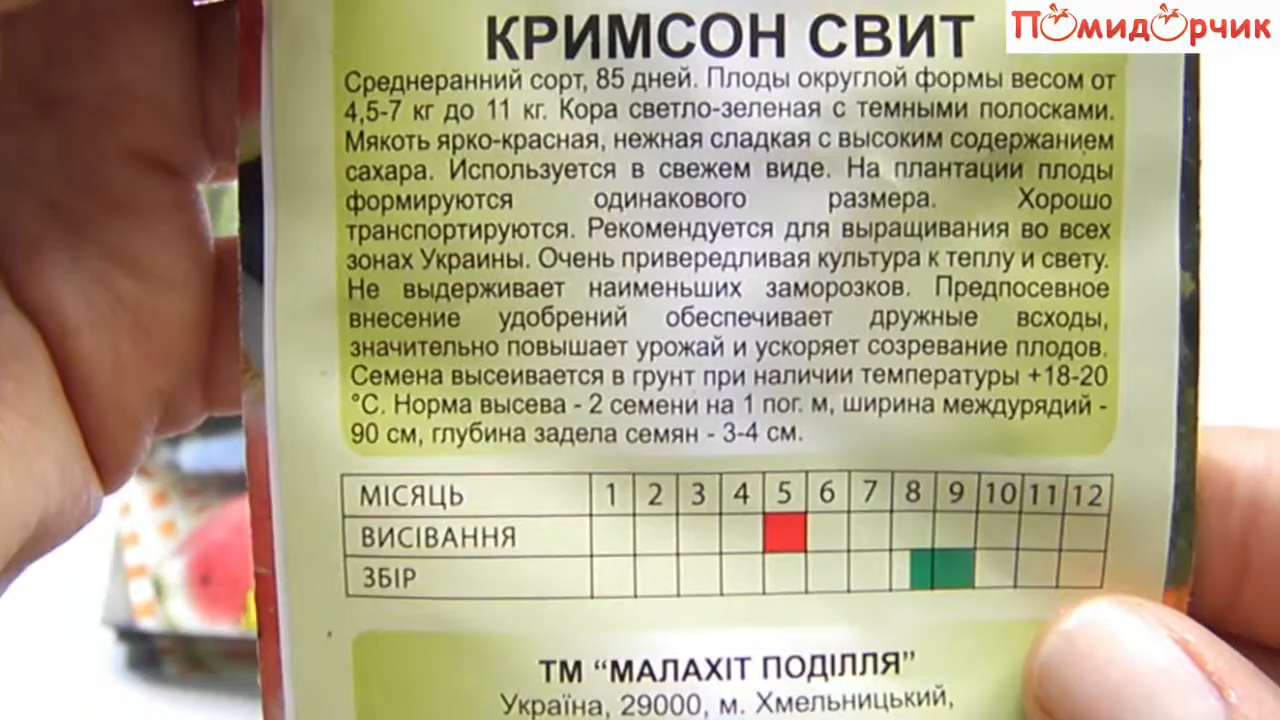 ПОМИДОРЧИК
КРИМСОН СВИТ
Среднеранний сорт, 85 дней. Плоды округлой формы весом от
4,5-7 кг до 11 кг. Кора светло-зеленая с темными полосками.
Мякоть ярко-красная, нежная сладкая с высоким содержанием
сахара. Используется в свежем виде. На плантации плоды
формируются одинакового размера. Хорошо
транспортируются. Рекомендуется для выращивания во всех
зонах Украины. Очень привередливая культура к теплу и свету.
Не выдерживает наименьших заморозков. Предпосевное
внесение удобрений обеспечивает дружные всходы,
значительно повышает урожай и ускоряет созревание плодов.
Семена высеивается в грунт при наличии температуры +18-20
°С. Норма высева - 2 семени на 1 пог. м, ширина междурядий -
90 см, глубина задела семян - 3-4 см.
МІСЯЦЬ 1 2 3 4 5 6 7 8 9 10 11 12
ВИСІВАННЯ
ЗБІР
ТМ “МАЛАХІТ ПОДІЛЛЯ”
Україна, 29000, м. Хмельницький,